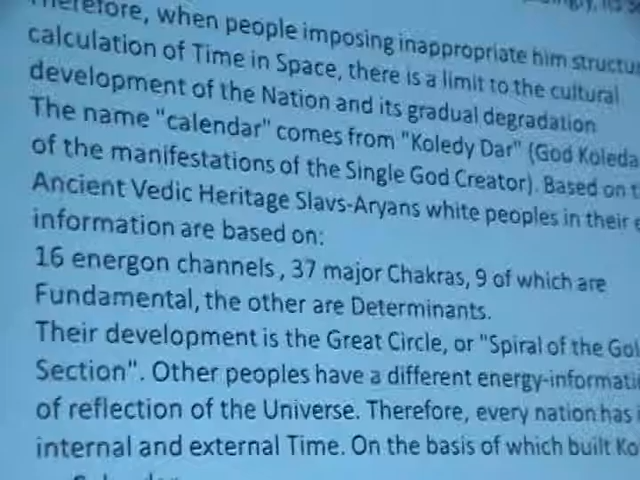 Therefore, when people imposing inappropriate him structu
calculation of Time in Space, there is a limit to the cultural
development of the Nation and its gradual degradation
The name "calendar" comes from "Koledy Dar" (God Koleda
of the manifestations of the Single God Creator). Based on t
Ancient Vedic Heritage Slavs-Aryans white peoples in their e
information are based on:
16 energon channels , 37 major Chakras, 9 of which are
Fundamental, the other are Determinants.
Their development is the Great Circle, or "Spiral of the Gol
Section". Other peoples have a different energy-informati
of reflection of the Universe. Therefore, every nation has i
internal and external Time. On the basis of which built Ko